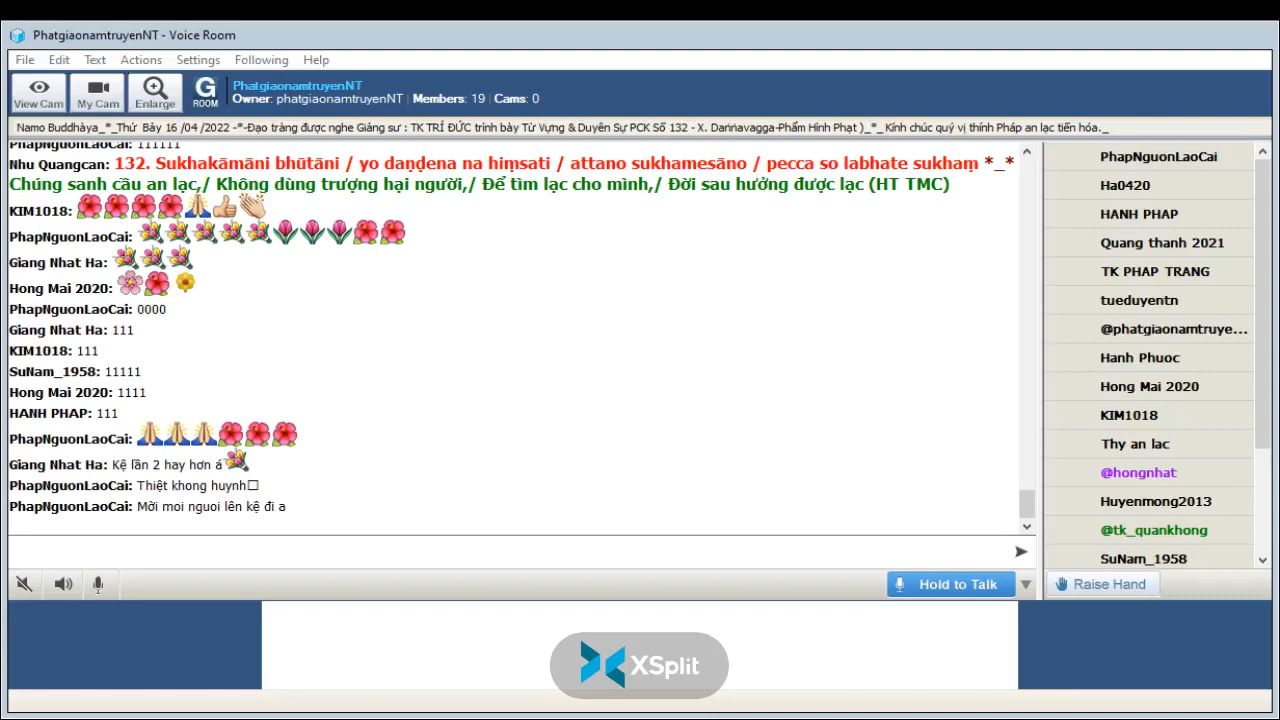 PhatgiaonamtruyenNT - Voice Room
File Edit Text Actions Settings Following Help
View Cam My Cam Enlarge G ROOM
PhatgiaonamtruyenNT
Owner: phatgiaonamtruyenNT | Members: 19 | Cams: 0
Namo Buddhàya_*_Thứ Bảy 16 /04 /2022 -*-Đạo tràng được nghe Giảng sư : TK TRÍ ĐỨC trình bày Từ Vựng & Duyên Sự PCK Số 132 - X. Daṇṇavagga-Phẩm Hình Phạt )_*_ Kính chúc quý vị thính Pháp an lạc tiến hóa._
PhapNguonLaoCai: 111111
Nhu Quangcan: 132. Sukhakāmāni bhūtāni / yo daṇḍena na hiṃsati / attano sukhamesāno / pecca so labhate sukhaṃ *_*
Chúng sanh cầu an lạc,/ Không dùng trượng hại người,/ Để tìm lạc cho mình,/ Đời sau hưởng được lạc (HT TMC)
KIM1018:
PhapNguonLaoCai:
Giang Nhat Ha:
Hong Mai 2020:
PhapNguonLaoCai: 0000
Giang Nhat Ha: 111
KIM1018: 111
SuNam_1958: 11111
Hong Mai 2020: 1111
HANH PHAP: 111
PhapNguonLaoCai:
Giang Nhat Ha: Kệ lần 2 hay hơn á
PhapNguonLaoCai: Thiệt khong huynh□
PhapNguonLaoCai: Mời moi nguoi lên kệ đi a
PhapNguonLaoCai
Ha0420
HANH PHAP
Quang thanh 2021
TK PHAP TRANG
tueduyentn
@phatgiaonamtruye...
Hanh Phuoc
Hong Mai 2020
KIM1018
Thy an lac
@hongnhat
Huyenmong2013
@tk_quankhong
SuNam_1958
Hold to Talk
Raise Hand
XSplit